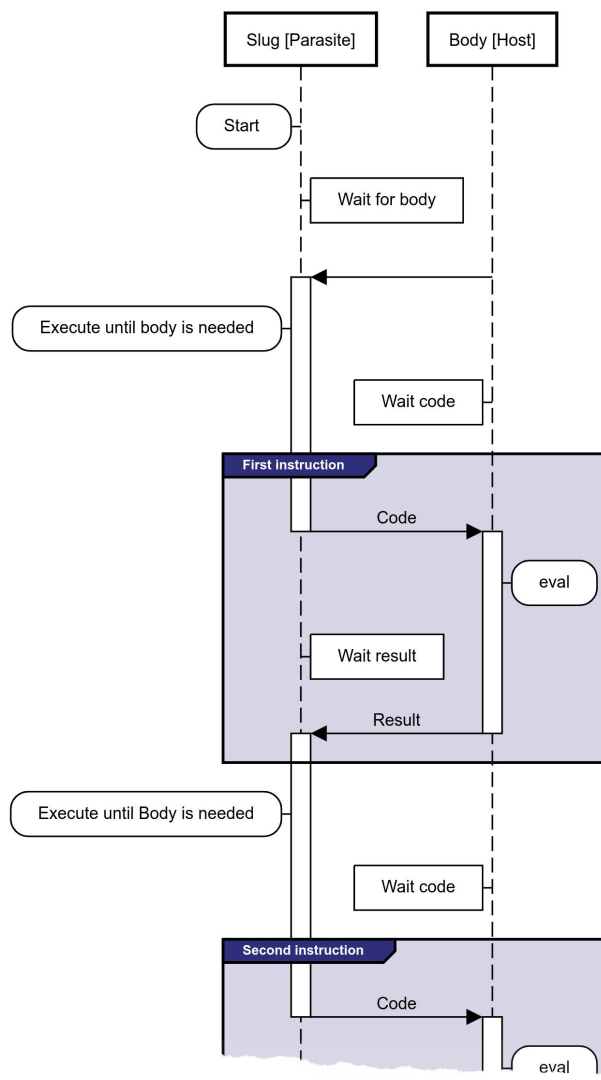 Slug [Parasite]
Body [Host]
Start
Wait for body
Execute until body is needed
Wait code
First instruction
Code
eval
Wait result
Result
Execute until Body is needed
Wait code
Second instruction
Code
eval